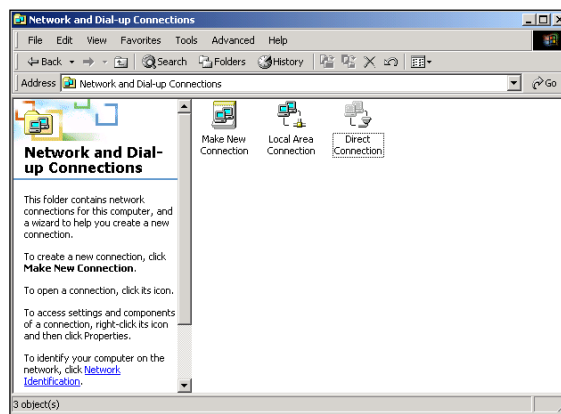 Network and Dial-up Connections
File Edit View Favorites Tools Advanced Help
Back Search Folders History
Address Network and Dial-up Connections Go
Network and Dial-
up Connections
This folder contains network
connections for this computer, and
a wizard to help you create a new
connection.
To create a new connection, click
Make New Connection.
To open a connection, click its icon.
To access settings and components
of a connection, right-click its icon
and then click Properties.
To identify your computer on the
network, click Network
Identification.
Make New
Connection
Local Area
Connection
Direct
Connection
3 object(s)